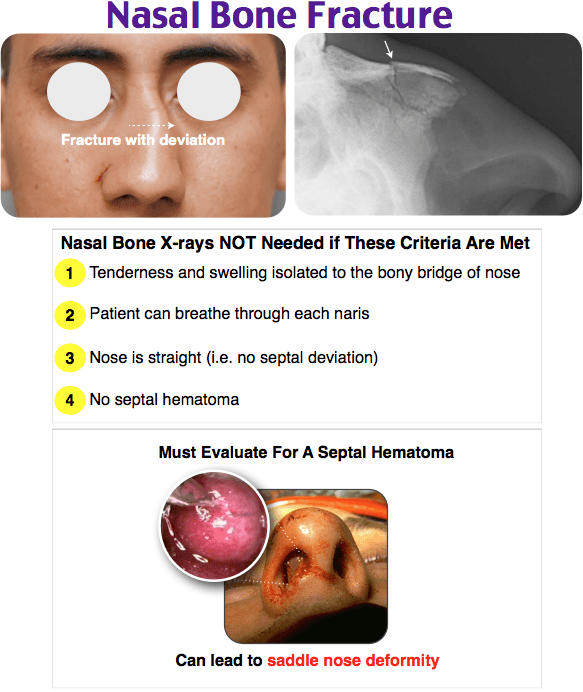 Nasal Bone Fracture
Fracture with deviation
Nasal Bone X-rays NOT Needed if These Criteria Are Met
1 Tenderness and swelling isolated to the bony bridge of nose
2 Patient can breathe through each naris
3 Nose is straight (i.e. no septal deviation)
4 No septal hematoma
Must Evaluate For A Septal Hematoma
Can lead to saddle nose deformity